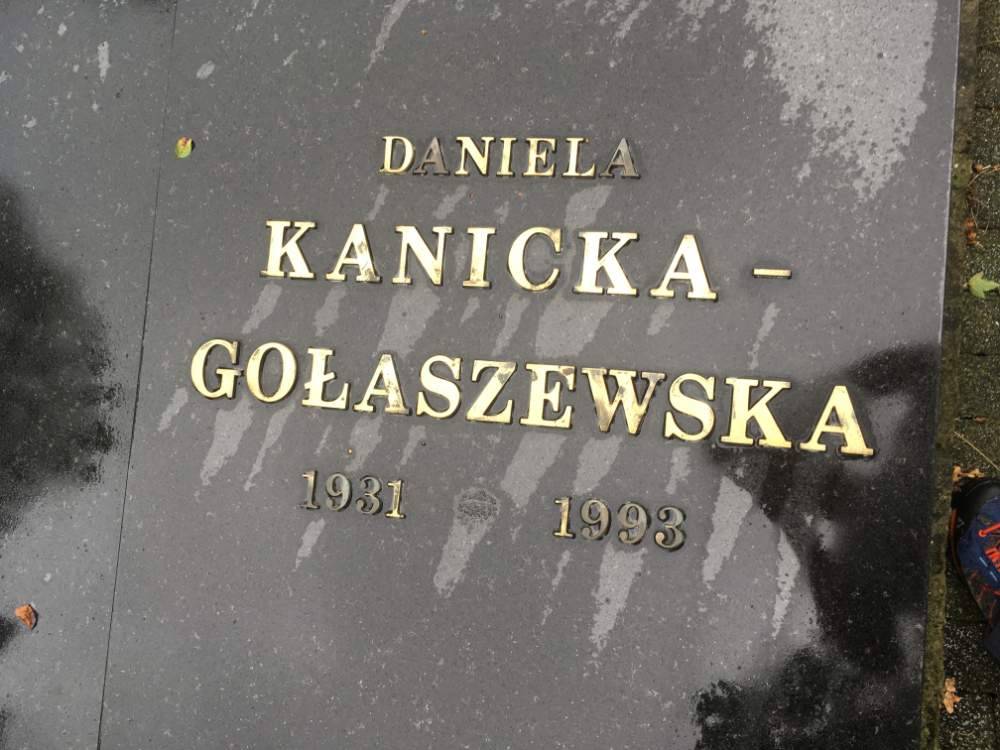 DANIELA
KANICKA -
GOŁASZEWSKA
1931 1993